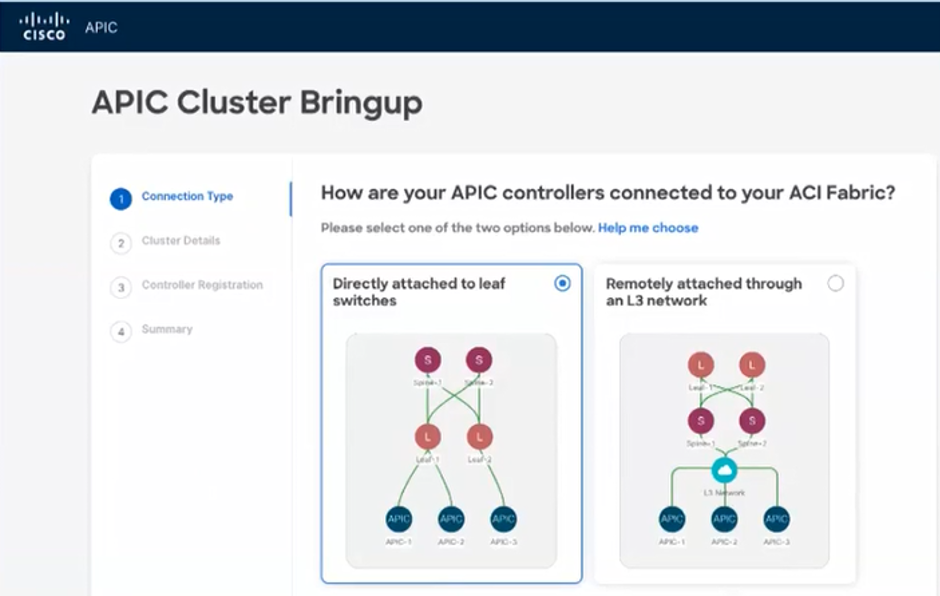 CISCO APIC
APIC Cluster Bringup
1 Connection Type
2 Cluster Details
3 Controller Registration
4 Summary
How are your APIC controllers connected to your ACI Fabric?
Please select one of the two options below. Help me choose
Directly attached to leaf
switches
S S
Spine-1 Spine-2
L L
Leaf-1 Leaf-2
APIC APIC APIC
APIC-1 APIC-2 APIC-3
Remotely attached through
an L3 network
L L
Leaf-1 Leaf-2
S S
Spine-1 Spine-2
L3 Network
APIC APIC APIC
APIC-1 APIC-2 APIC-3